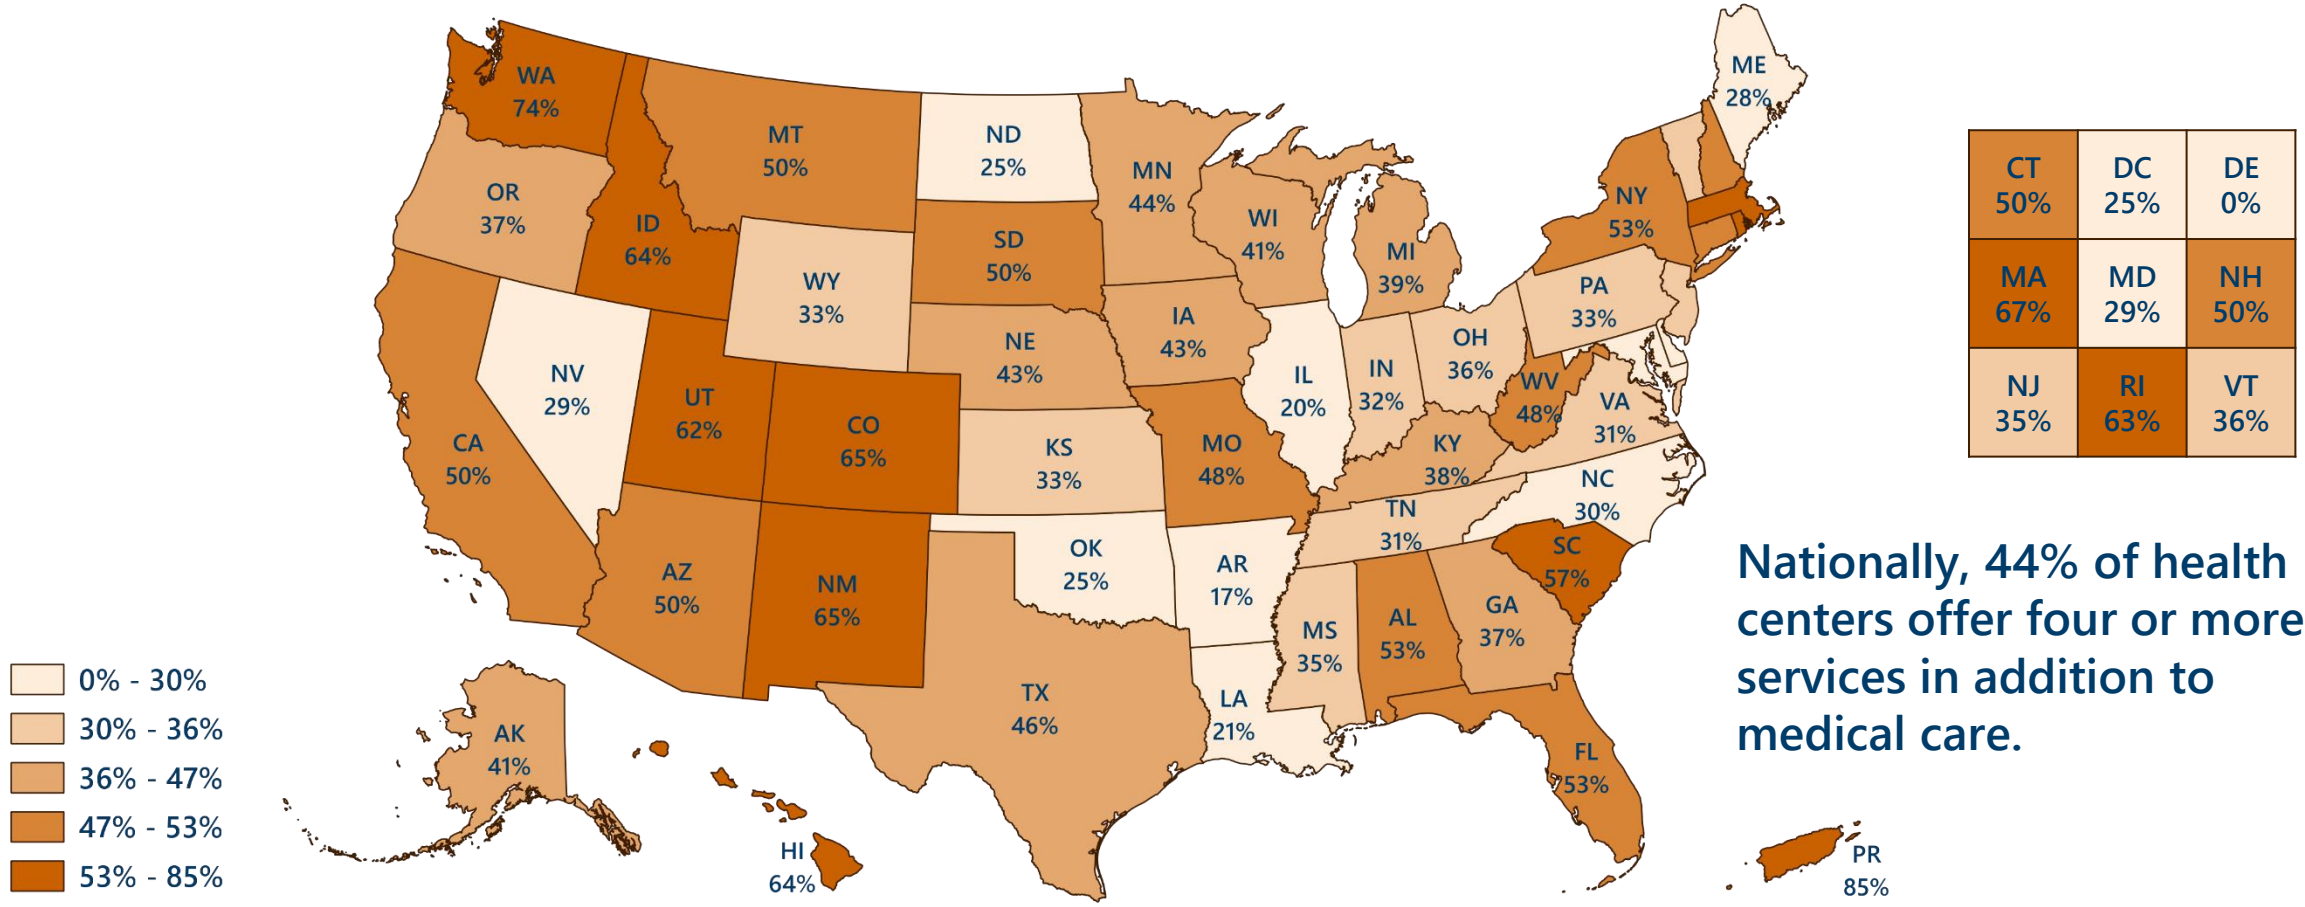 WA
74%
OR
37%
CA
50%
ID
64%
NV
29%
MT
50%
WY
33%
UT
62%
CO
65%
AZ
50%
NM
65%
ND
25%
SD
50%
NE
43%
KS
33%
OK
25%
TX
46%
MN
44%
IA
43%
MO
48%
AR
17%
LA
21%
WI
41%
IL
20%
MI
39%
IN
32%
OH
36%
KY
38%
TN
31%
MS
35%
AL
53%
GA
37%
FL
53%
SC
57%
NC
30%
VA
31%
WV
48%
PA
33%
NY
53%
ME
28%
AK
41%
HI
64%
PR
85%
CT
50%
DC
25%
DE
0%
MA
67%
MD
29%
NH
50%
NJ
35%
RI
63%
VT
36%
Nationally, 44% of health
centers offer four or more
services in addition to
medical care.
0% - 30%
30% - 36%
36% - 47%
47% - 53%
53% - 85%